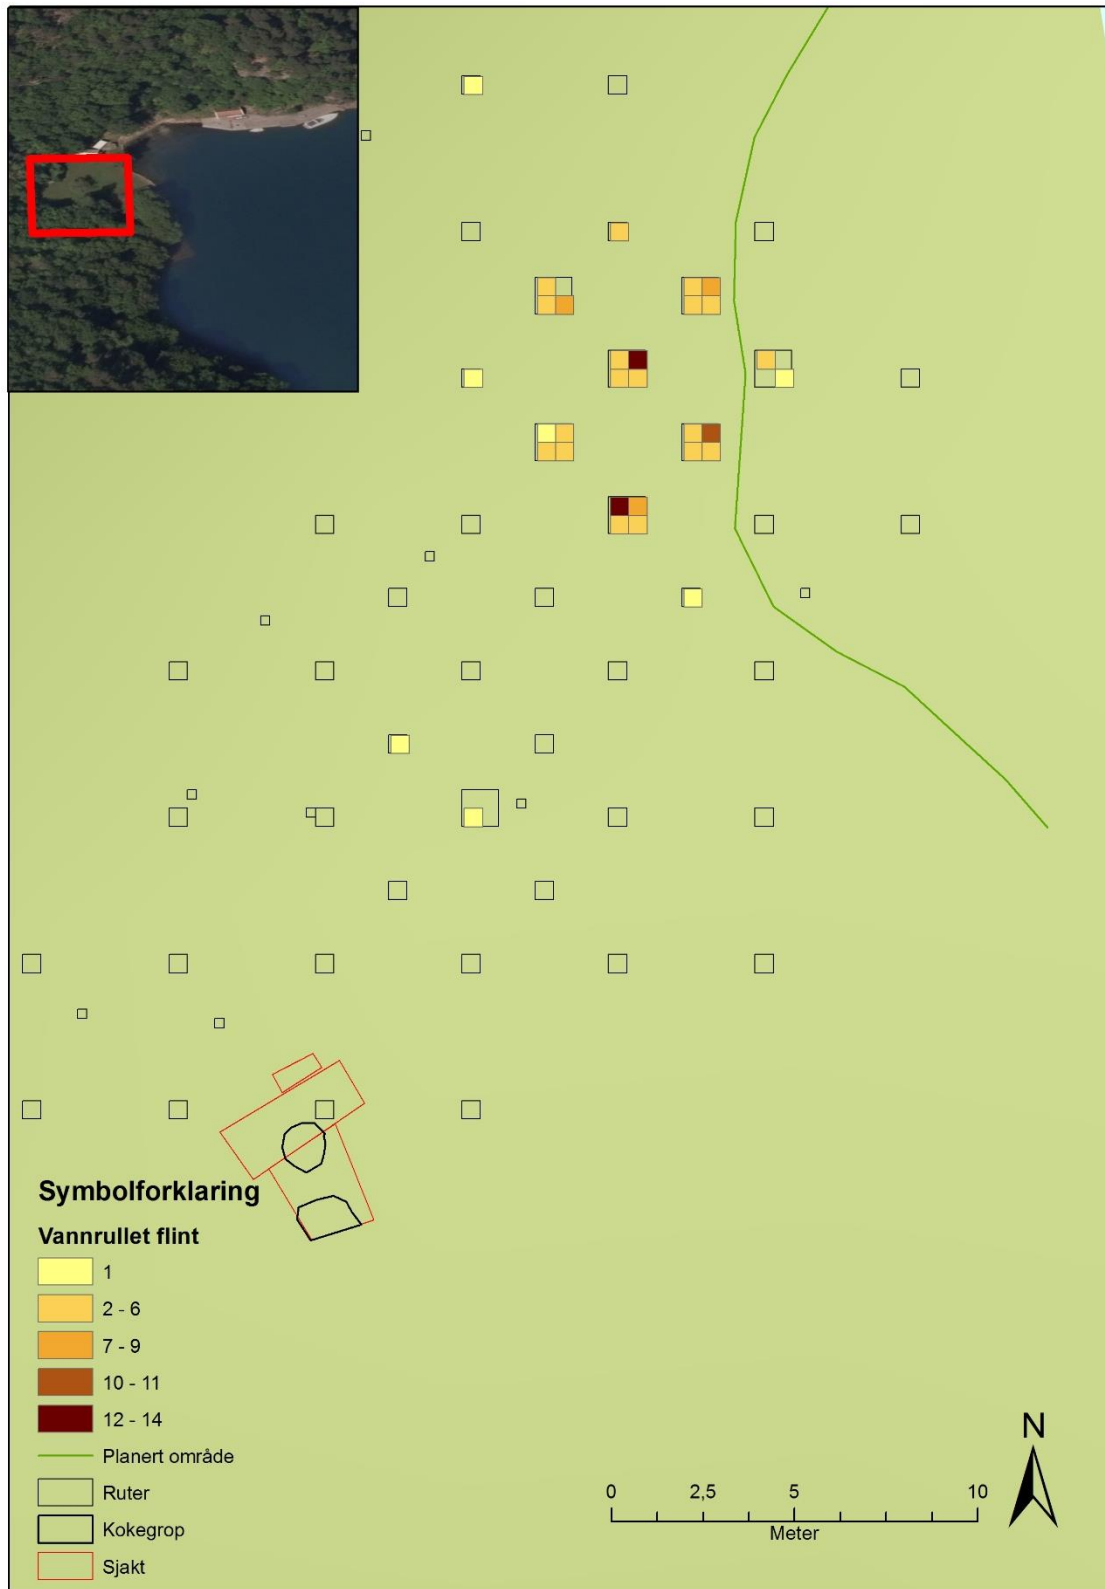 Symbolforklaring
Vannrullet flint
1
2 - 6
7 - 9
10 - 11
12 - 14
Planert område
Ruter
Kokegrop
Sjakt
N
0 2,5 5 10
Meter